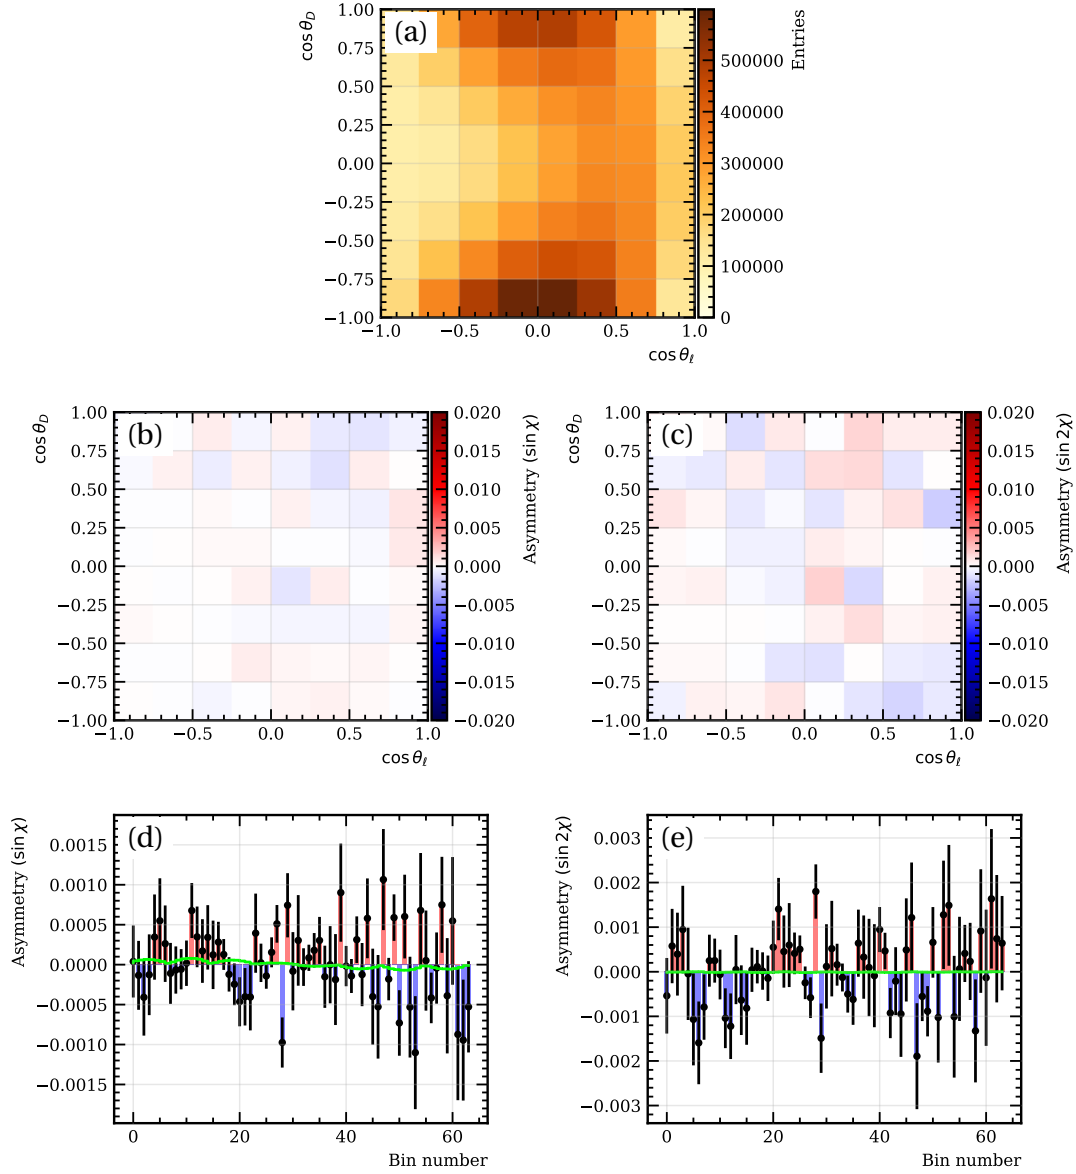 (a)
cos θ_D
1.00
0.75
0.50
0.25
0.00
−0.25
−0.50
−0.75
−1.00
−1.0 −0.5 0.0 0.5 1.0
cos θ_ℓ
500000
400000
300000
200000
100000
0
Entries
(b)
cos θ_D
1.00
0.75
0.50
0.25
0.00
−0.25
−0.50
−0.75
−1.00
−1.0 −0.5 0.0 0.5 1.0
cos θ_ℓ
0.020
0.015
0.010
0.005
0.000
−0.005
−0.010
−0.015
−0.020
Asymmetry (sin χ)
(c)
cos θ_D
1.00
0.75
0.50
0.25
0.00
−0.25
−0.50
−0.75
−1.00
−1.0 −0.5 0.0 0.5 1.0
cos θ_ℓ
0.020
0.015
0.010
0.005
0.000
−0.005
−0.010
−0.015
−0.020
Asymmetry (sin 2χ)
(d)
Asymmetry (sin χ)
0.0015
0.0010
0.0005
0.0000
−0.0005
−0.0010
−0.0015
0 20 40 60
Bin number
(e)
Asymmetry (sin 2χ)
0.003
0.002
0.001
0.000
−0.001
−0.002
−0.003
0 20 40 60
Bin number